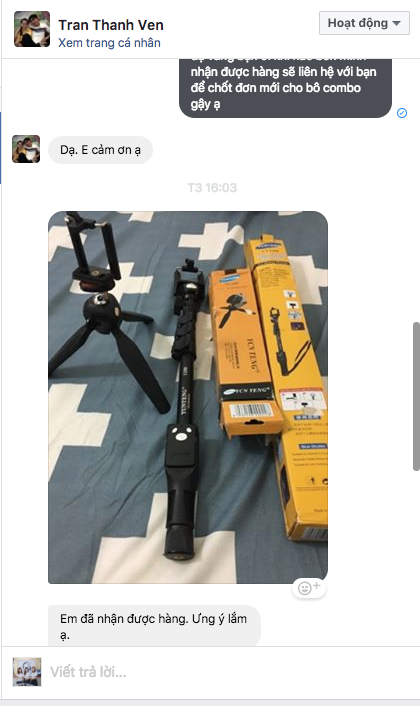 Tran Thanh Ven
Xem trang cá nhân
Hoạt động
nhận được hàng sẽ liên hệ với bạn
để chốt đơn mới cho bô combo
gậy ạ
Dạ. E cảm ơn ạ
T3 16:03
YUNTENG
YUNTENG
YUNTENG
Em đã nhận được hàng. Ưng ý lắm
ạ.
Viết trả lời...